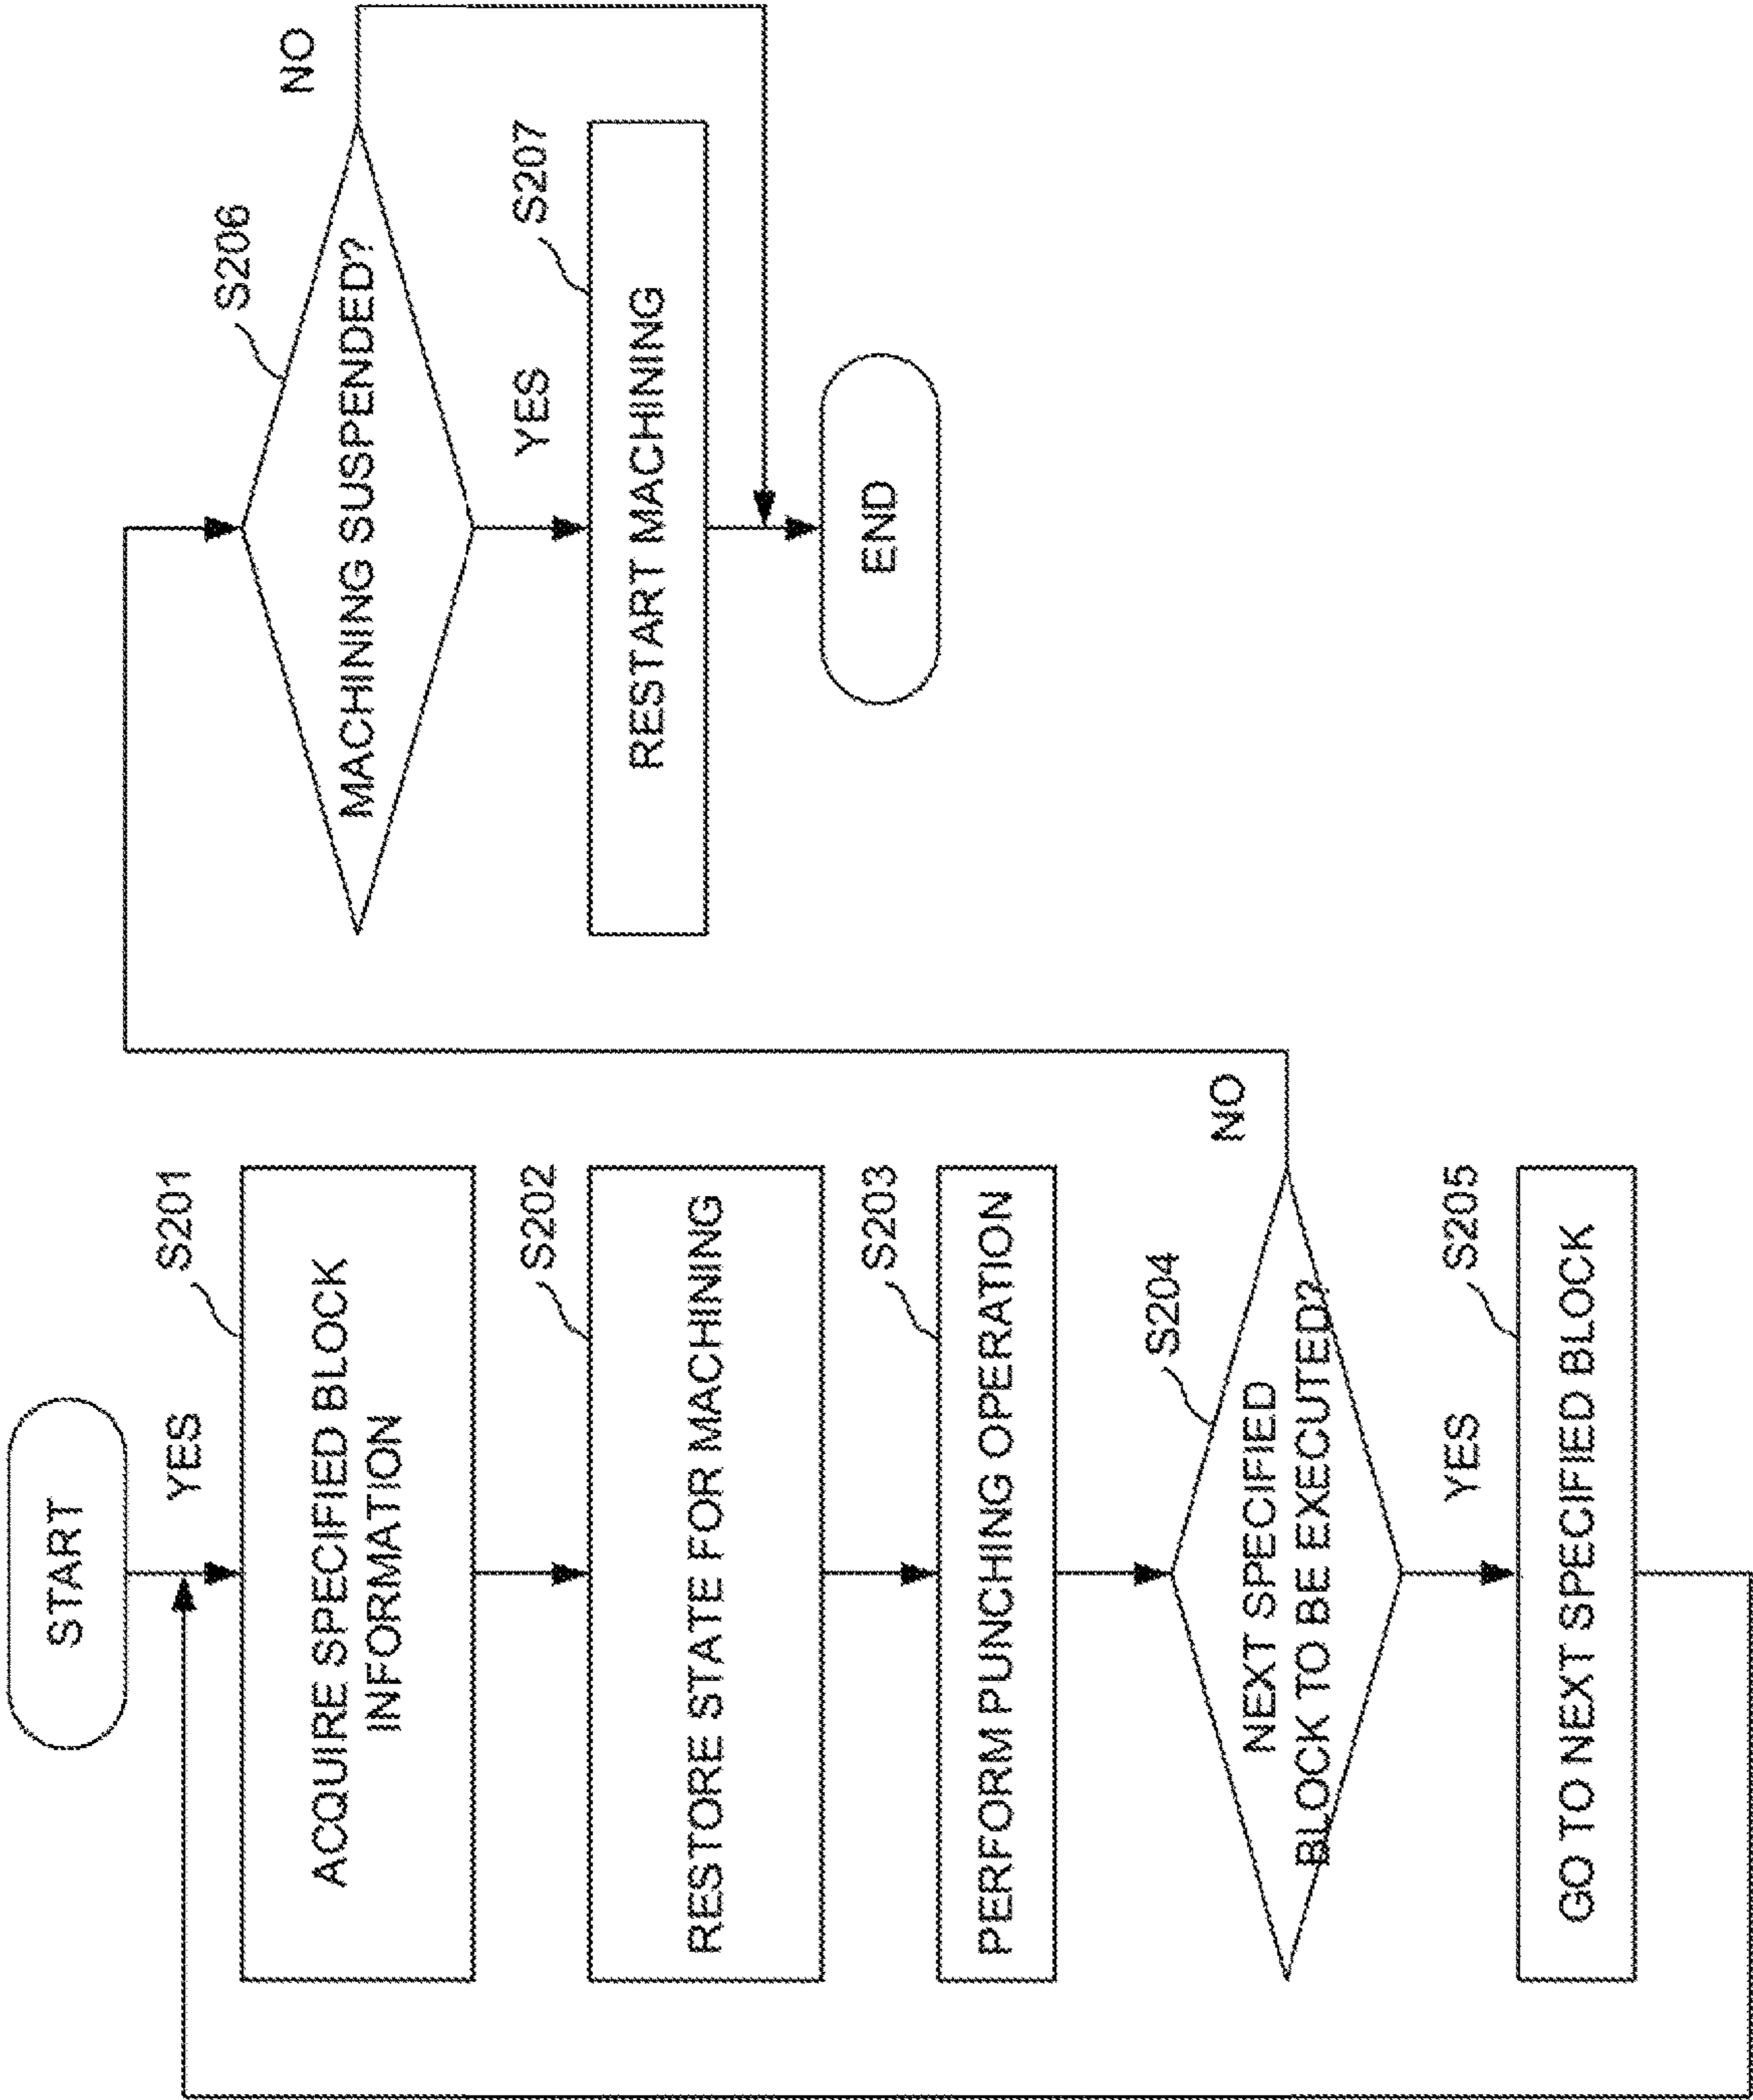 START
YES
S201
ACQUIRE SPECIFIED BLOCK
INFORMATION
S202
RESTORE STATE FOR MACHINING
S203
PERFORM PUNCHING OPERATION
S204
NEXT SPECIFIED
BLOCK TO BE EXECUTED?
NO
YES
S205
GO TO NEXT SPECIFIED BLOCK
S206
MACHINING SUSPENDED?
NO
YES
S207
RESTART MACHINING
END